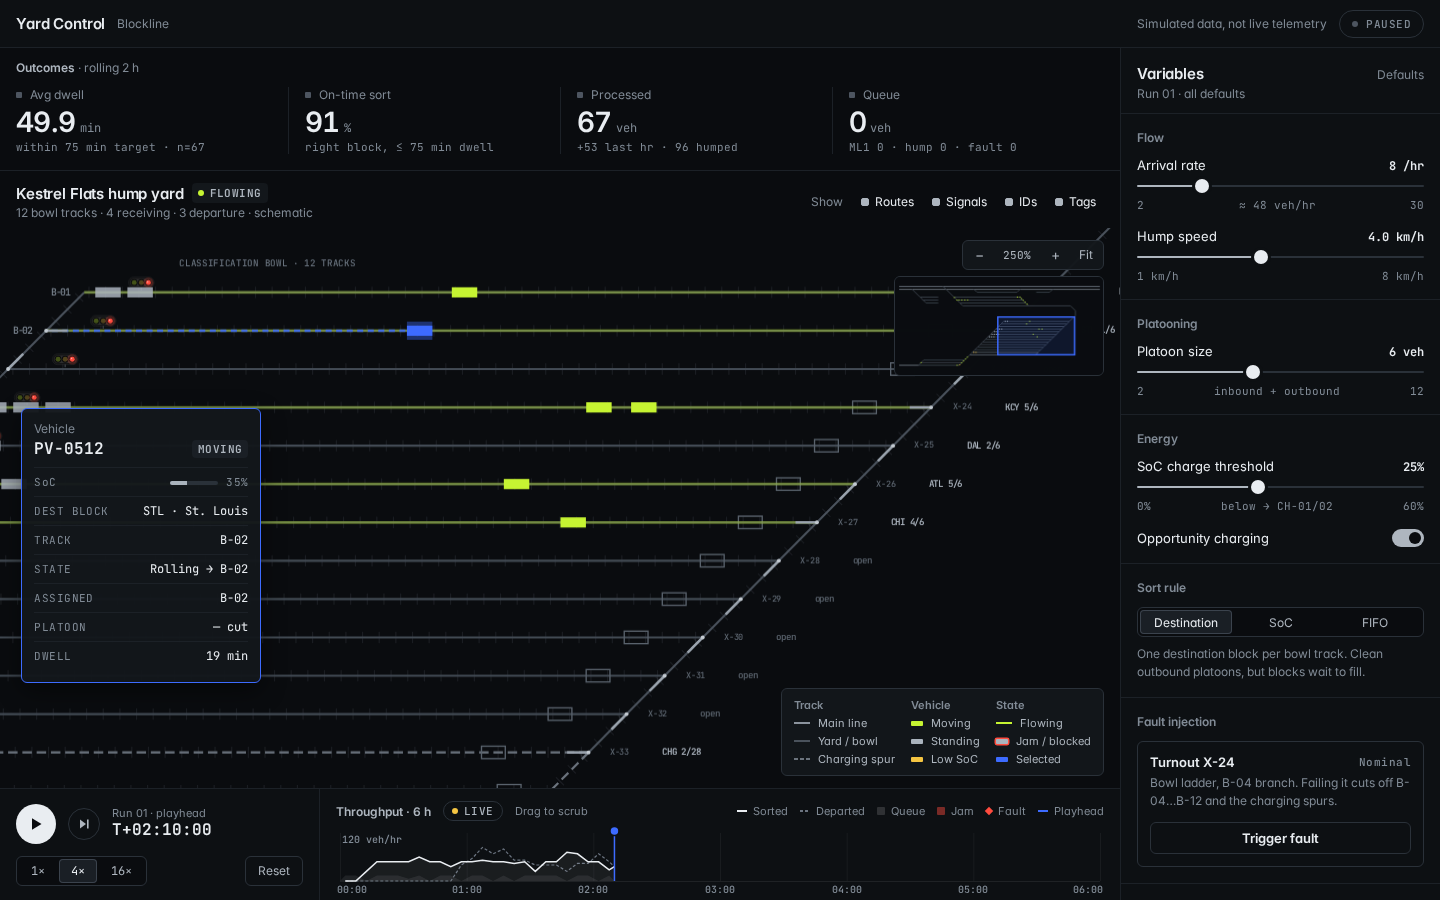 Yard Control Blockline
Simulated data, not live telemetry
PAUSED
Outcomes · rolling 2 h
Avg dwell
49.9 min
within 75 min target · n=67
On-time sort
91 %
right block, ≤ 75 min dwell
Processed
67 veh
+53 last hr · 96 humped
Queue
0 veh
ML1 0 · hump 0 · fault 0
Kestrel Flats hump yard
FLOWING
12 bowl tracks · 4 receiving · 3 departure · schematic
Show Routes Signals IDs Tags
− 250% + Fit
CLASSIFICATION BOWL · 12 TRACKS
B-01
B-02
/6
X-24 KCY 5/6
X-25 DAL 2/6
X-26 ATL 5/6
X-27 CHI 4/6
X-28 open
X-29 open
X-30 open
X-31 open
X-32 open
X-33 CHG 2/28
Vehicle
PV-0512 MOVING
SoC 35%
DEST BLOCK STL · St. Louis
TRACK B-02
STATE Rolling → B-02
ASSIGNED B-02
PLATOON — cut
DWELL 19 min
Track Vehicle State
Main line Moving Flowing
Yard / bowl Standing Jam / blocked
Charging spur Low SoC Selected
Run 01 · playhead
T+02:10:00
1× 4× 16× Reset
Throughput · 6 h LIVE Drag to scrub
Sorted Departed Queue Jam Fault Playhead
120 veh/hr
00:00 01:00 02:00 03:00 04:00 05:00 06:00
Variables Defaults
Run 01 · all defaults
Flow
Arrival rate 8 /hr
2 ≈ 48 veh/hr 30
Hump speed 4.0 km/h
1 km/h 8 km/h
Platooning
Platoon size 6 veh
2 inbound + outbound 12
Energy
SoC charge threshold 25%
0% below → CH-01/02 60%
Opportunity charging
Sort rule
Destination SoC FIFO
One destination block per bowl track. Clean
outbound platoons, but blocks wait to fill.
Fault injection
Turnout X-24 Nominal
Bowl ladder, B-04 branch. Failing it cuts off B-
04…B-12 and the charging spurs.
Trigger fault